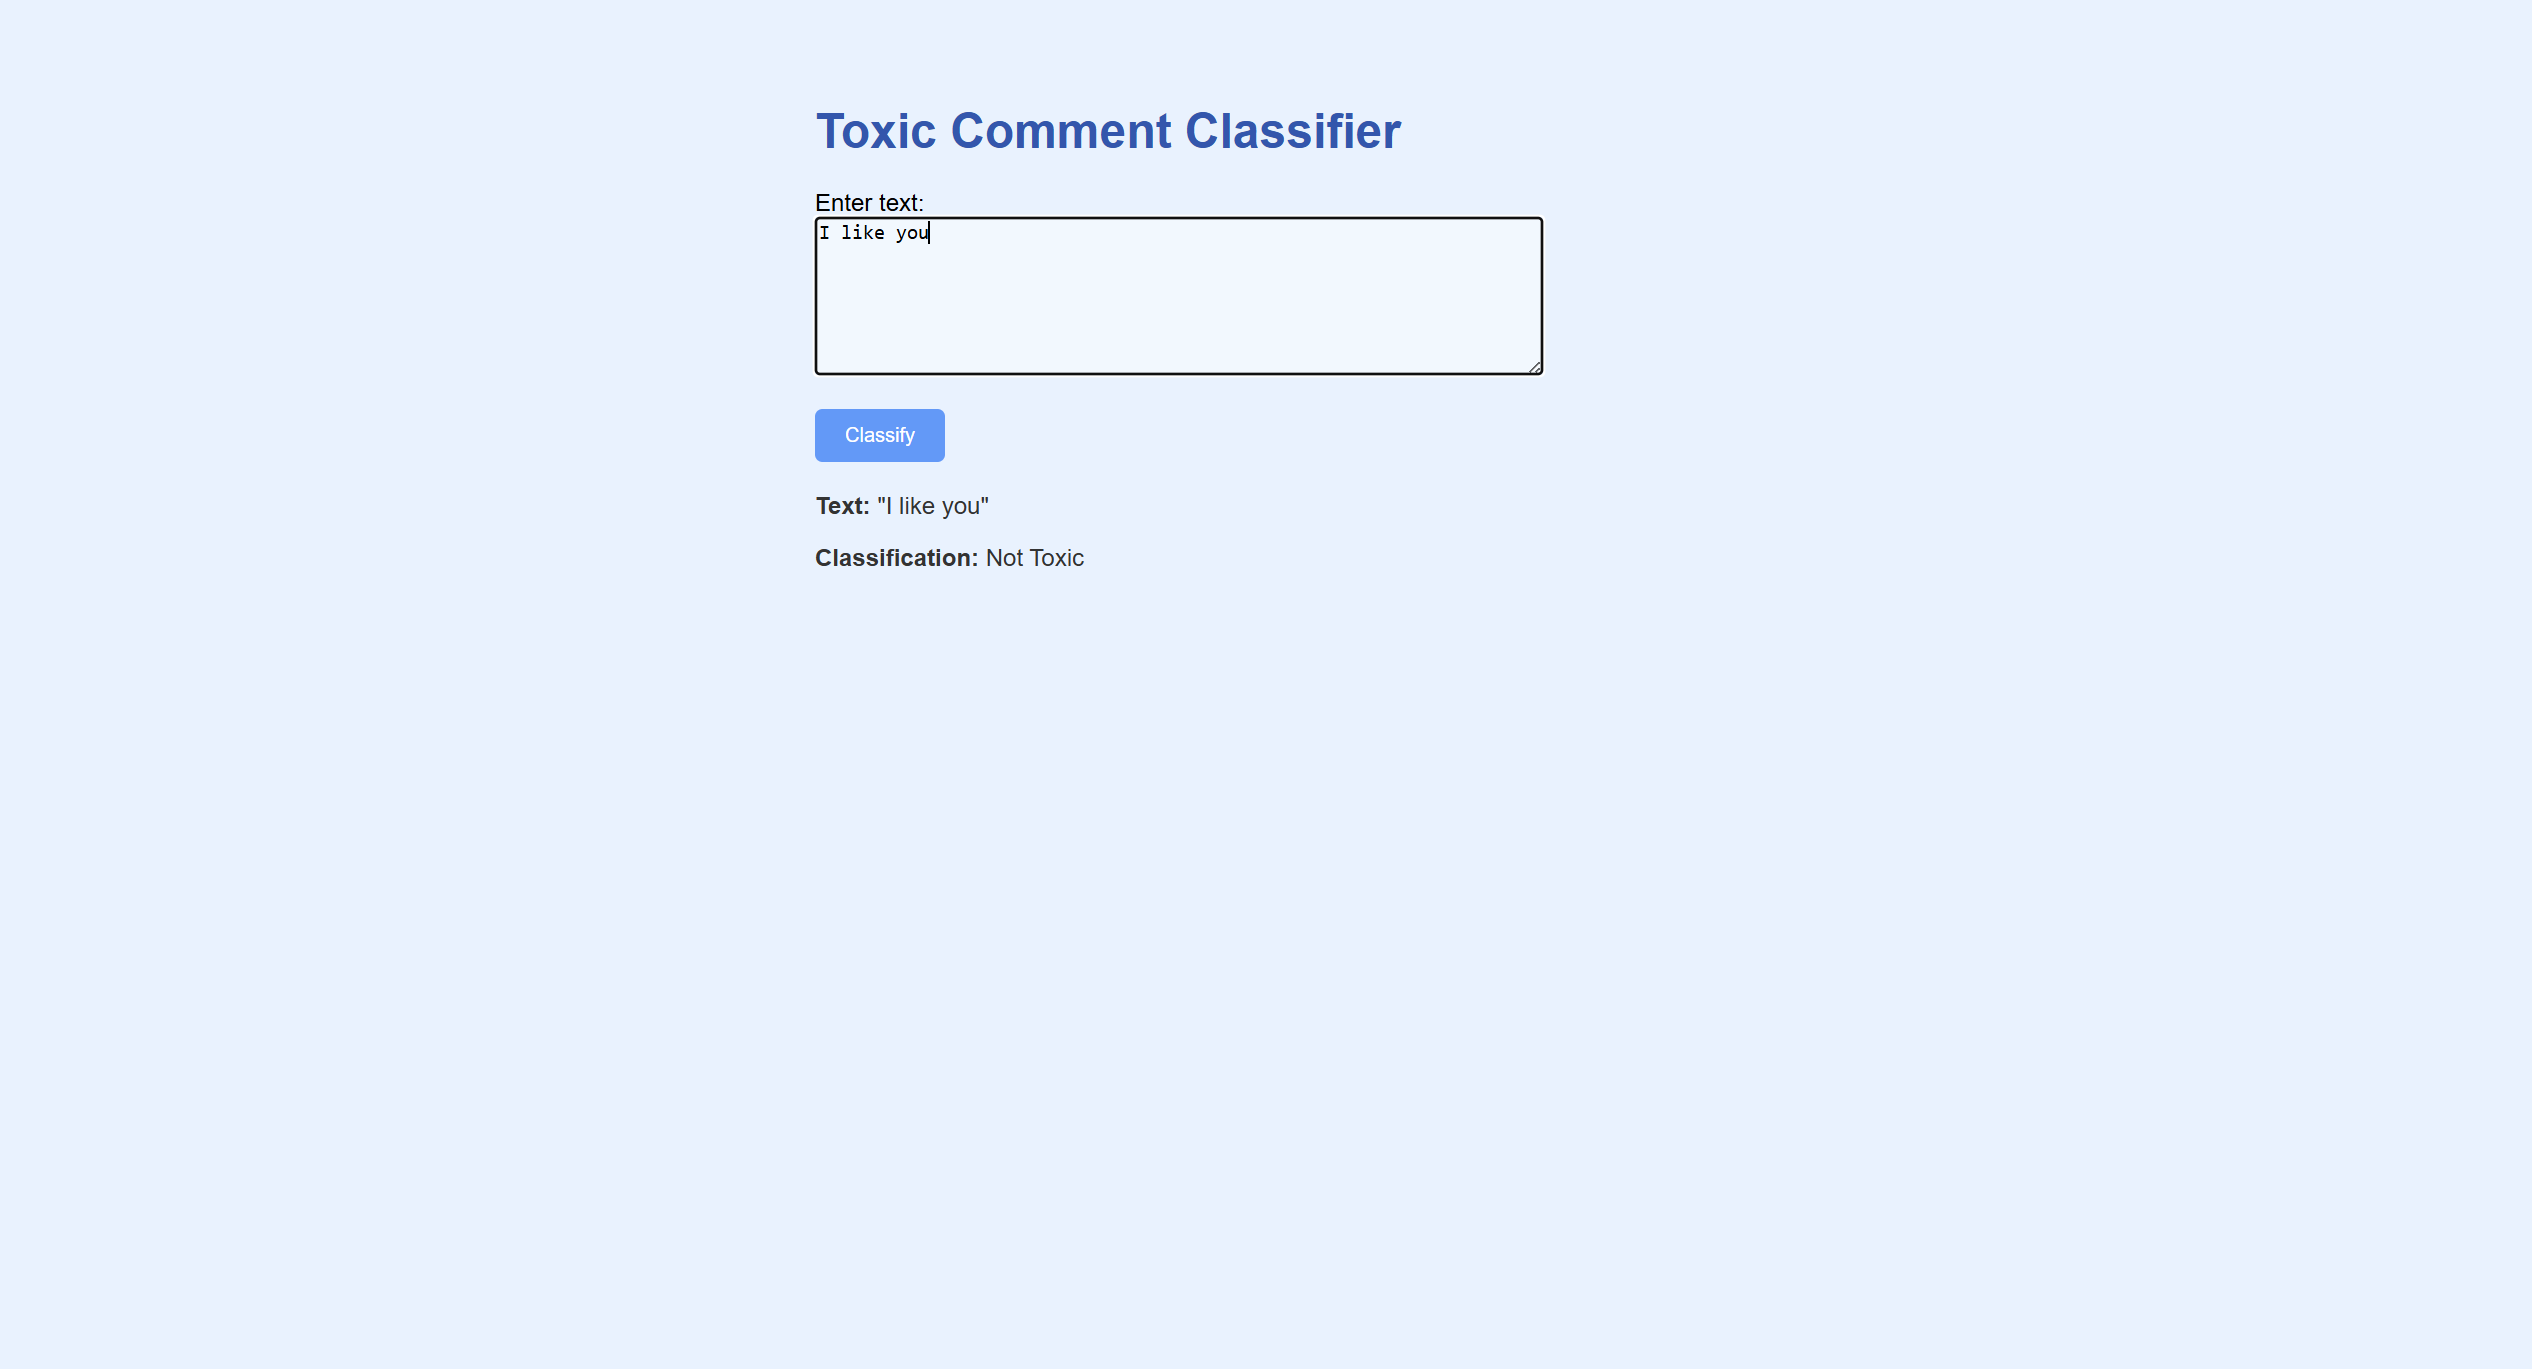 Toxic Comment Classifier
Enter text:
I like you
Classify
Text: "I like you"
Classification: Not Toxic